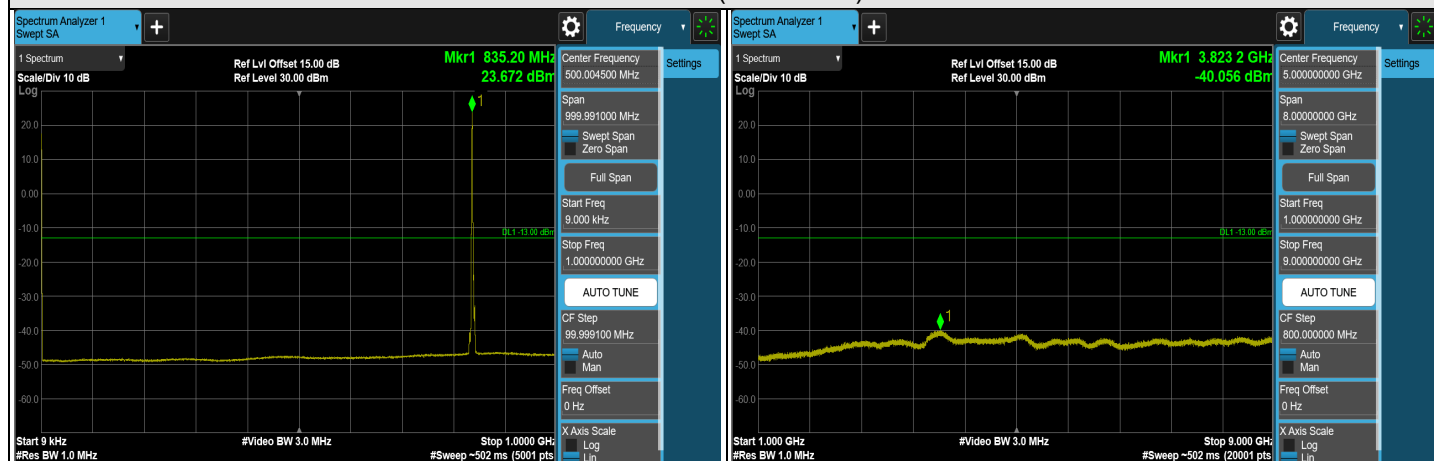 Spectrum Analyzer 1
Swept SA
+
Frequency
1 Spectrum
Scale/Div 10 dB
Log
Ref Lvl Offset 15.00 dB
Ref Level 30.00 dBm
Mkr1 835.20 MHz
23.672 dBm
1
20.0
10.0
0.00
-10.0
-20.0
-30.0
-40.0
-50.0
-60.0
DL1 -13.00 dBm
Start 9 kHz
#Res BW 1.0 MHz
#Video BW 3.0 MHz
Stop 1.0000 GHz
#Sweep ~502 ms (5001 pts
Center Frequency
500.004500 MHz
Span
999.991000 MHz
Swept Span
Zero Span
Full Span
Start Freq
9.000 kHz
Stop Freq
1.000000000 GHz
AUTO TUNE
CF Step
99.999100 MHz
Auto
Man
Freq Offset
0 Hz
X Axis Scale
Log
Lin
Settings
Spectrum Analyzer 1
Swept SA
+
Frequency
1 Spectrum
Scale/Div 10 dB
Log
Ref Lvl Offset 15.00 dB
Ref Level 30.00 dBm
Mkr1 3.823 2 GHz
-40.056 dBm
1
20.0
10.0
0.00
-10.0
-20.0
-30.0
-40.0
-50.0
-60.0
DL1 -13.00 dBm
Start 1.000 GHz
#Res BW 1.0 MHz
#Video BW 3.0 MHz
Stop 9.000 GHz
#Sweep ~502 ms (20001 pts
Center Frequency
5.000000000 GHz
Span
8.00000000 GHz
Swept Span
Zero Span
Full Span
Start Freq
1.000000000 GHz
Stop Freq
9.000000000 GHz
AUTO TUNE
CF Step
800.000000 MHz
Auto
Man
Freq Offset
0 Hz
X Axis Scale
Log
Lin
Settings